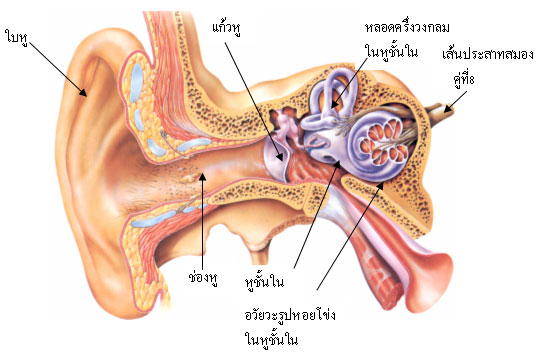 ใบหู
แก้วหู
หลอดครึ่งวงกลม
ในหูชั้นใน
เส้นประสาทสมอง
คู่ที่8
ช่องหู
หูชั้นใน
อวัยวะรูปหอยโข่ง
ในหูชั้นใน